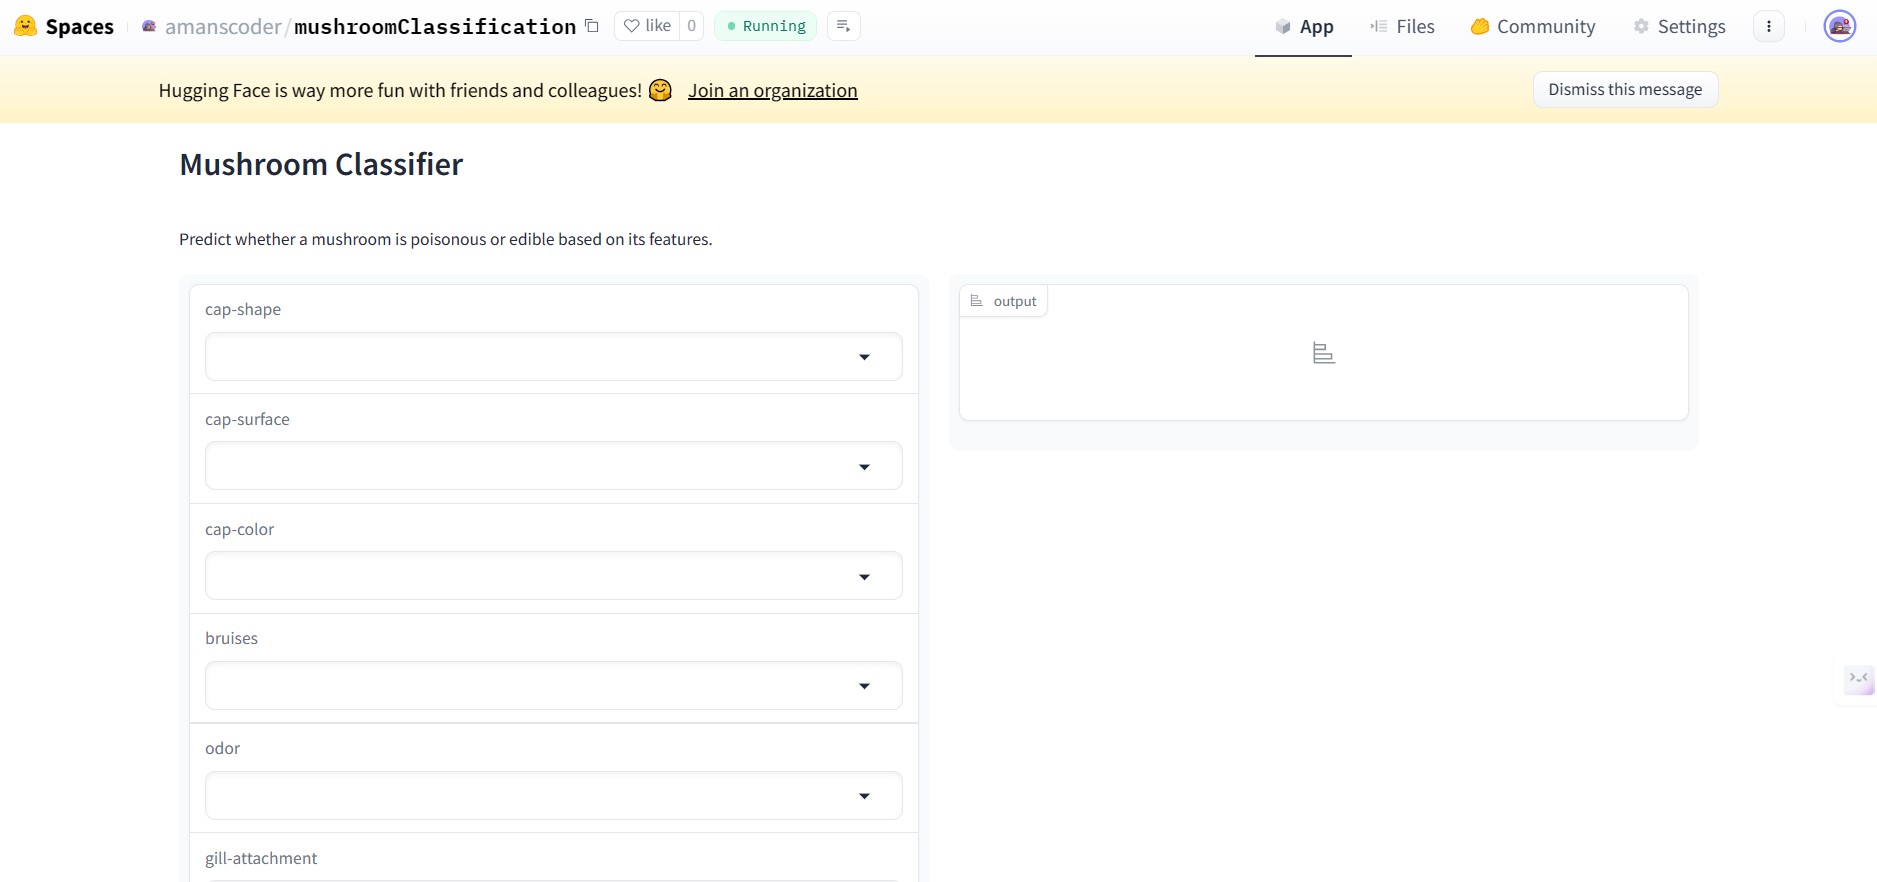 Spaces
amanscoder/mushroomClassification
like 0
Running
App
Files
Community
Settings
Hugging Face is way more fun with friends and colleagues! Join an organization
Dismiss this message
Mushroom Classifier
Predict whether a mushroom is poisonous or edible based on its features.
cap-shape
cap-surface
cap-color
bruises
odor
gill-attachment
output